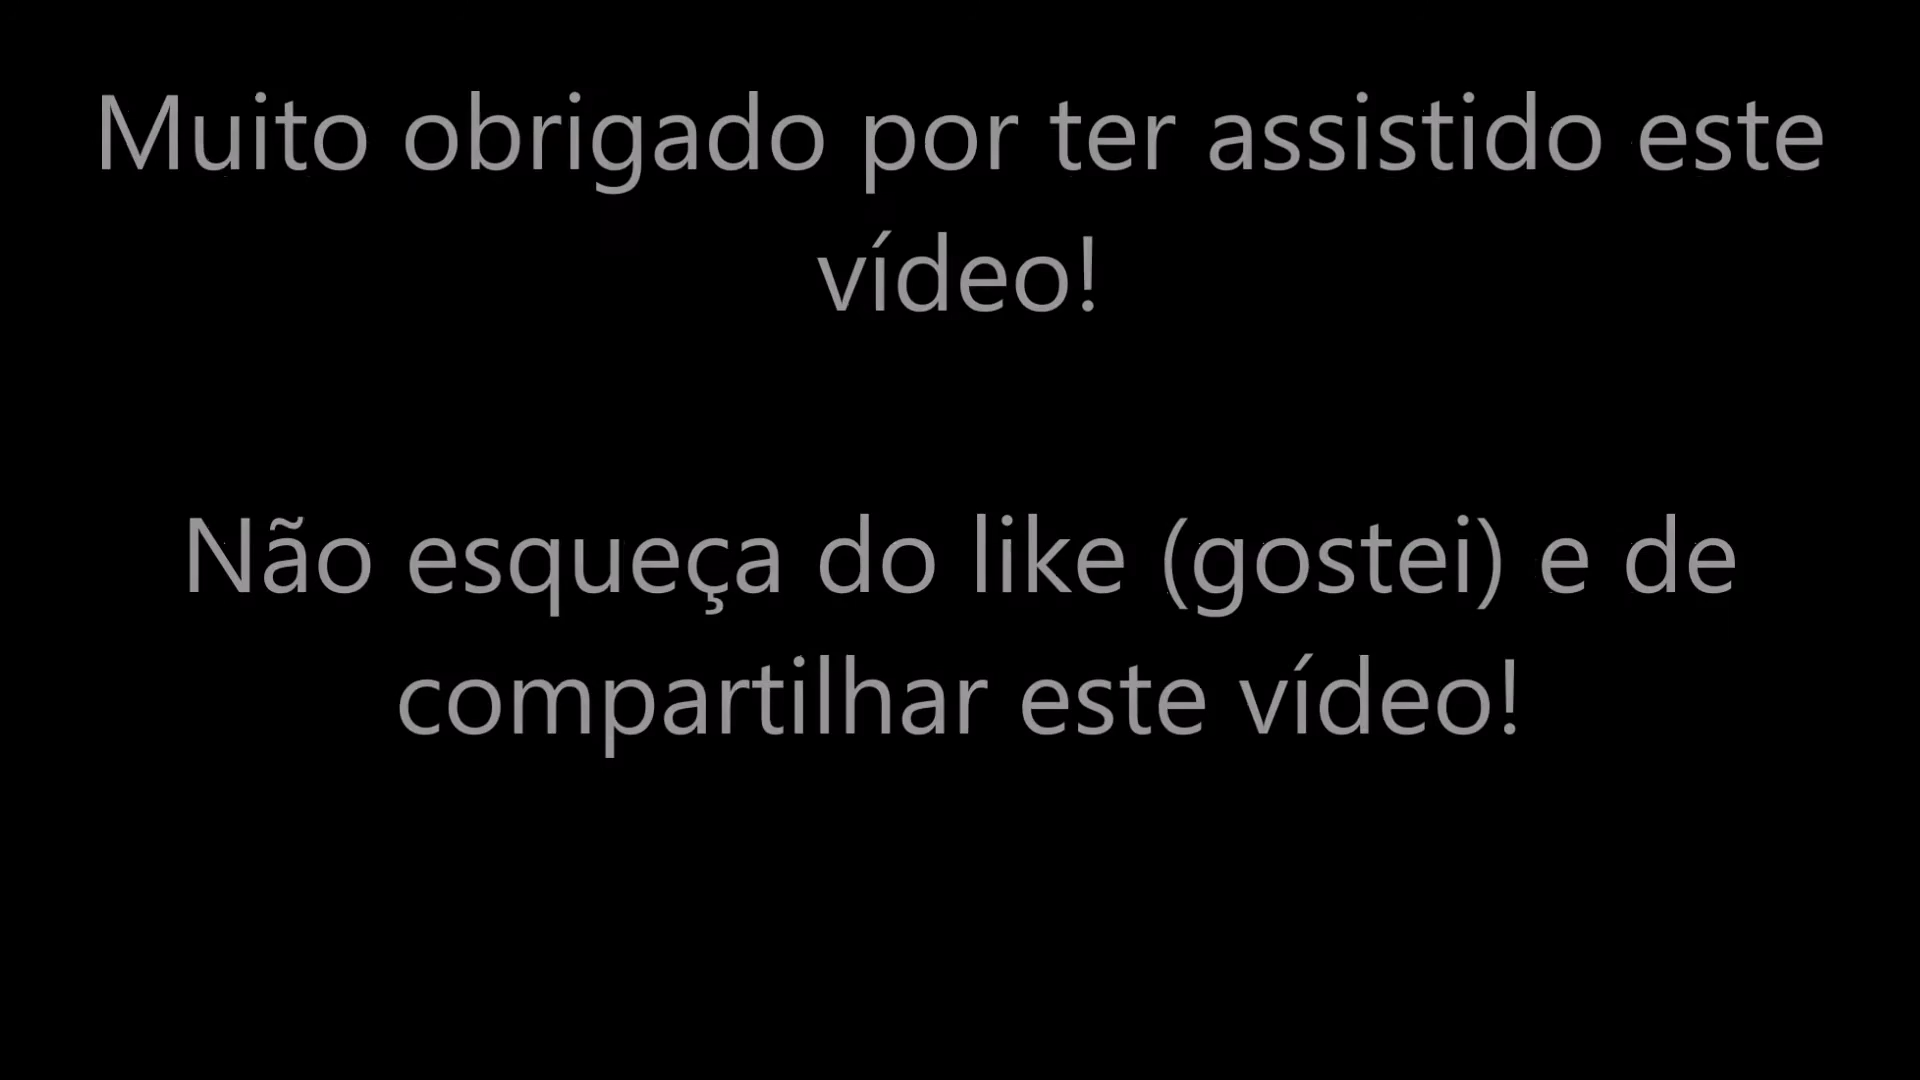 Muito obrigado por ter assistido este
vídeo!
Não esqueça do like (gostei) e de
compartilhar este vídeo!